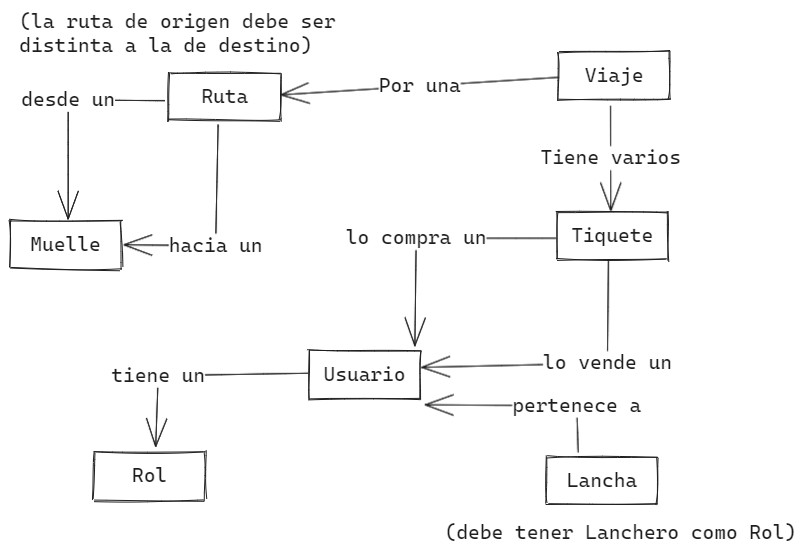 (la ruta de origen debe ser
distinta a la de destino)
Viaje
Por una
Ruta
desde un
Tiene varios
Muelle
hacia un
lo compra un
Tiquete
lo vende un
tiene un
Usuario
pertenece a
Rol
Lancha
(debe tener Lanchero como Rol)